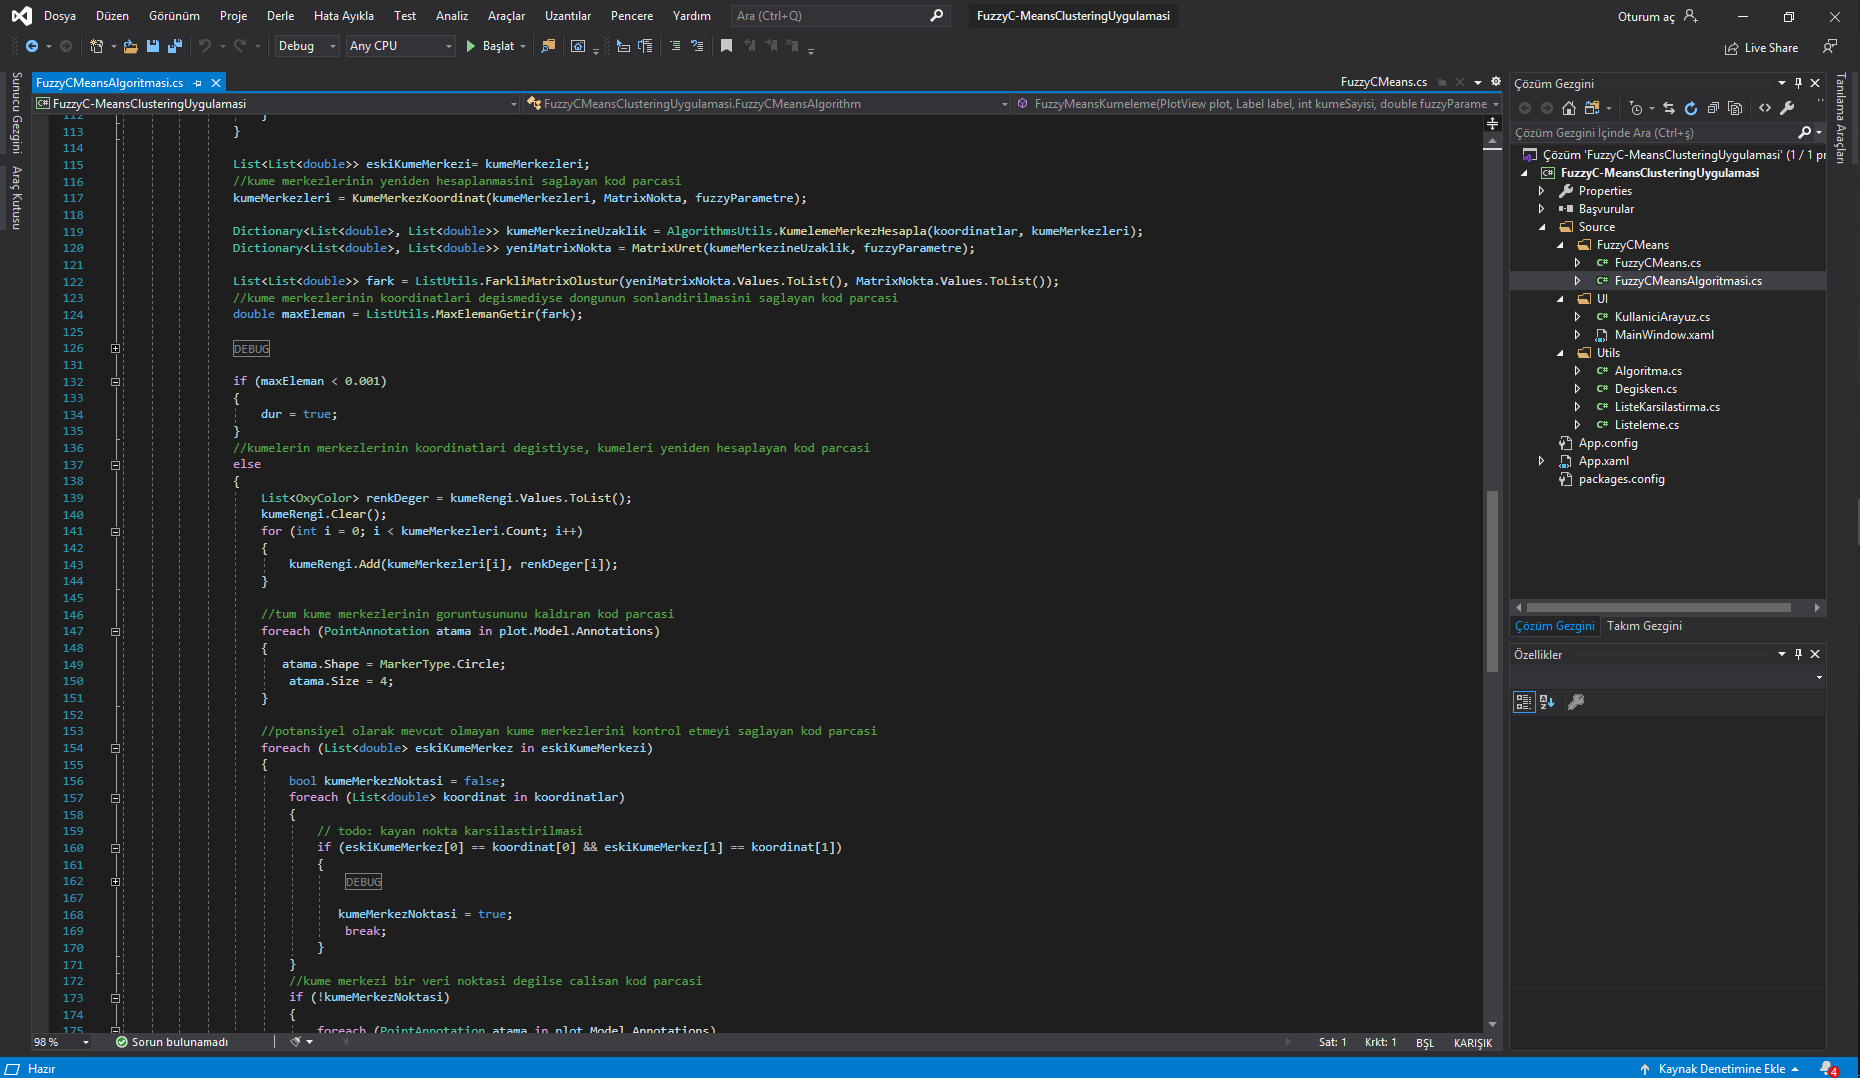 Dosya Düzen Görünüm Proje Derle Hata Ayıkla Test Analiz Araçlar Uzantılar Pencere Yardım Ara (Ctrl+Q) FuzzyC-MeansClusteringUygulamasi Oturum aç
Debug Any CPU Başlat Live Share
Sunucu Gezgini
Araç Kutusu
FuzzyCMeansAlgoritmasi.cs FuzzyCMeans.cs
FuzzyC-MeansClusteringUygulamasi FuzzyCMeansClusteringUygulamasi.FuzzyCMeansAlgorithm FuzzyMeansKumeleme(PlotView plot, Label label, int kumeSayisi, double fuzzyParame
112 }
113 }
114
115 List<List<double>> eskiKumeMerkezi= kumeMerkezleri;
116 //kume merkezlerinin yeniden hesaplanmasini saglayan kod parcasi
117 kumeMerkezleri = KumeMerkezKoordinat(kumeMerkezleri, MatrixNokta, fuzzyParametre);
118
119 Dictionary<List<double>, List<double>> kumeMerkezineUzaklik = AlgorithmsUtils.KumelemeMerkezHesapla(koordinatlar, kumeMerkezleri);
120 Dictionary<List<double>, List<double>> yeniMatrixNokta = MatrixUret(kumeMerkezineUzaklik, fuzzyParametre);
121
122 List<List<double>> fark = ListUtils.FarkliMatrixOlustur(yeniMatrixNokta.Values.ToList(), MatrixNokta.Values.ToList());
123 //kume merkezlerinin koordinatlari degismediyse dongunun sonlandirilmasini saglayan kod parcasi
124 double maxEleman = ListUtils.MaxElemanGetir(fark);
125
126 DEBUG
131
132 if (maxEleman < 0.001)
133 {
134 dur = true;
135 }
136 //kumelerin merkezlerinin koordinatlari degistiyse, kumeleri yeniden hesaplayan kod parcasi
137 else
138 {
139 List<OxyColor> renkDeger = kumeRengi.Values.ToList();
140 kumeRengi.Clear();
141 for (int i = 0; i < kumeMerkezleri.Count; i++)
142 {
143 kumeRengi.Add(kumeMerkezleri[i], renkDeger[i]);
144 }
145
146 //tum kume merkezlerinin goruntusununu kaldıran kod parcasi
147 foreach (PointAnnotation atama in plot.Model.Annotations)
148 {
149 atama.Shape = MarkerType.Circle;
150 atama.Size = 4;
151 }
152
153 //potansiyel olarak mevcut olmayan kume merkezlerini kontrol etmeyi saglayan kod parcasi
154 foreach (List<double> eskiKumeMerkez in eskiKumeMerkezi)
155 {
156 bool kumeMerkezNoktasi = false;
157 foreach (List<double> koordinat in koordinatlar)
158 {
159 // todo: kayan nokta karsilastirilmasi
160 if (eskiKumeMerkez[0] == koordinat[0] && eskiKumeMerkez[1] == koordinat[1])
161 {
162 DEBUG
167
168 kumeMerkezNoktasi = true;
169 break;
170 }
171 }
172 //kume merkezi bir veri noktasi degilse calisan kod parcasi
173 if (!kumeMerkezNoktasi)
174 {
175 foreach (PointAnnotation atama in plot.Model.Annotations)
98 % Sorun bulunamadı Sat: 1 Krkt: 1 BŞL KARIŞIK
Hazır Kaynak Denetimine Ekle 4
Çözüm Gezgini
Çözüm Gezgini İçinde Ara (Ctrl+ş)
Çözüm 'FuzzyC-MeansClusteringUygulamasi' (1 / 1 pr
FuzzyC-MeansClusteringUygulamasi
Properties
Başvurular
Source
FuzzyCMeans
FuzzyCMeans.cs
FuzzyCMeansAlgoritmasi.cs
UI
KullaniciArayuz.cs
MainWindow.xaml
Utils
Algoritma.cs
Degisken.cs
ListeKarsilastirma.cs
Listeleme.cs
App.config
App.xaml
packages.config
Çözüm Gezgini Takım Gezgini
Özellikler
Tanılama Araçları